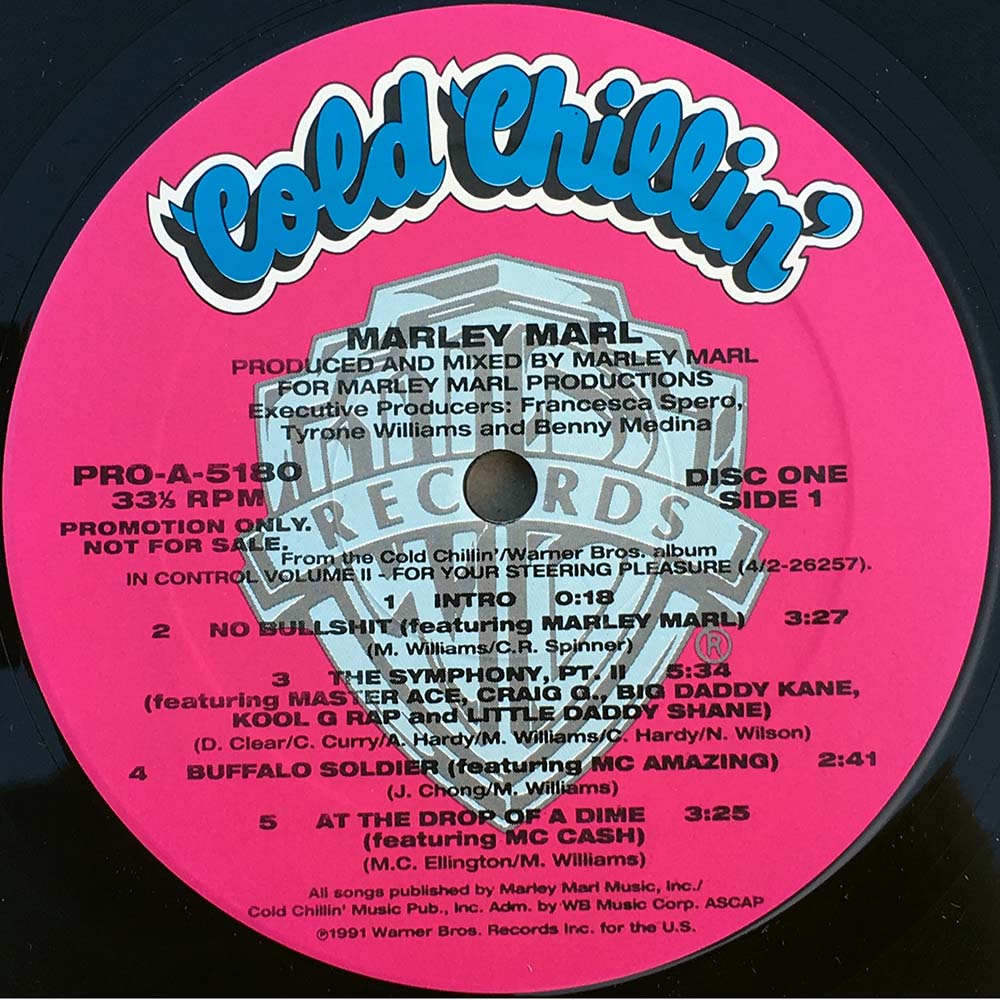 Cold Chillin'
MARLEY MARL
PRODUCED AND MIXED BY MARLEY MARL
FOR MARLEY MARL PRODUCTIONS
Executive Producers: Francesca Spero,
Tyrone Williams and Benny Medina
PRO-A-5180
33⅓ RPM
PROMOTION ONLY.
NOT FOR SALE.
DISC ONE
SIDE 1
RECORDS
From the Cold Chillin'/Warner Bros. album
IN CONTROL VOLUME II - FOR YOUR STEERING PLEASURE (4/2-26257).
1 INTRO 0:18
2 NO BULLSHIT (featuring MARLEY MARL) 3:27
(M. Williams/C.R. Spinner)
®
3 THE SYMPHONY, PT. II 5:34
(featuring MASTER ACE, CRAIG G., BIG DADDY KANE,
KOOL G RAP and LITTLE DADDY SHANE)
(D. Clear/C. Curry/A. Hardy/M. Williams/C. Hardy/N. Wilson)
4 BUFFALO SOLDIER (featuring MC AMAZING) 2:41
(J. Chong/M. Williams)
5 AT THE DROP OF A DIME 3:25
(featuring MC CASH)
(M.C. Ellington/M. Williams)
All songs published by Marley Marl Music, Inc./
Cold Chillin' Music Pub., Inc. Adm. by WB Music Corp. ASCAP
℗1991 Warner Bros. Records Inc. for the U.S.